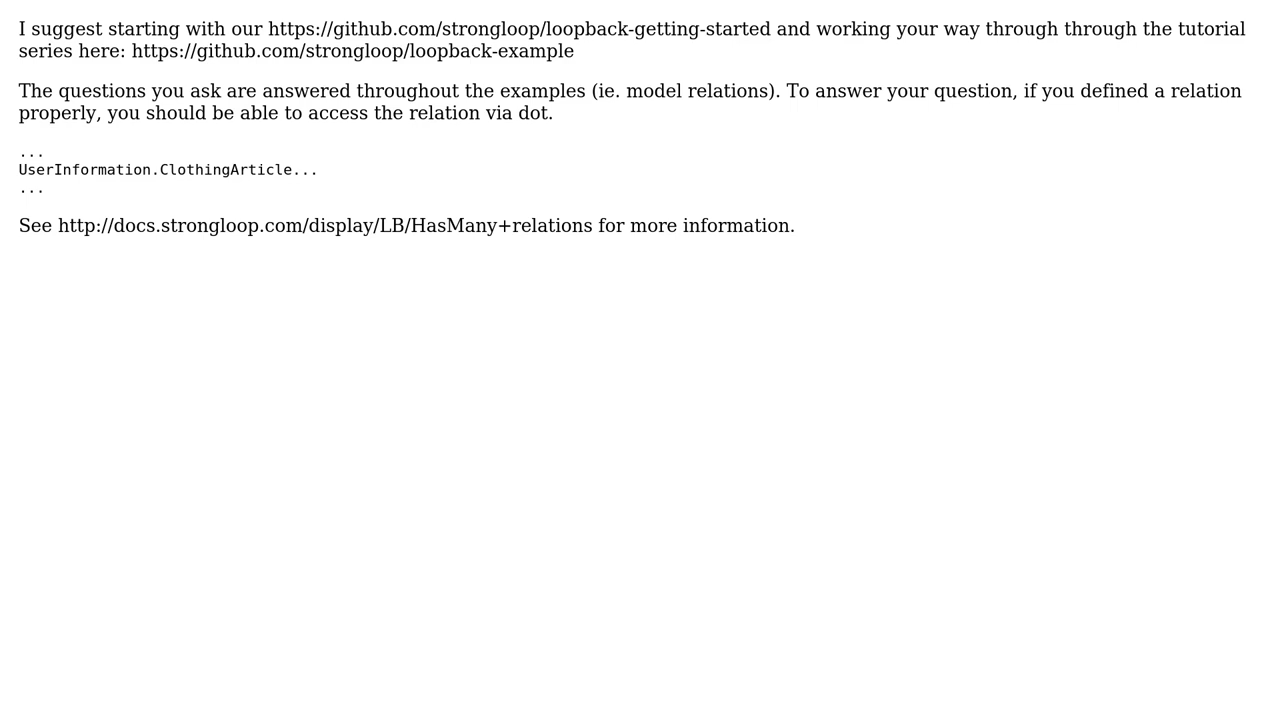 I suggest starting with our https://github.com/strongloop/loopback-getting-started and working your way through through the tutorial
series here: https://github.com/strongloop/loopback-example
The questions you ask are answered throughout the examples (ie. model relations). To answer your question, if you defined a relation
properly, you should be able to access the relation via dot.
...
UserInformation.ClothingArticle...
...
See http://docs.strongloop.com/display/LB/HasMany+relations for more information.